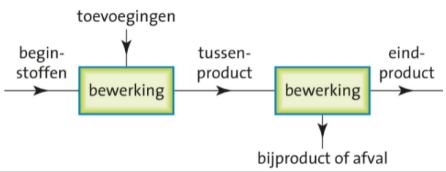 toevoegingen
begin-
stoffen
bewerking
tussen-
product
bewerking
eind-
product
bijproduct of afval